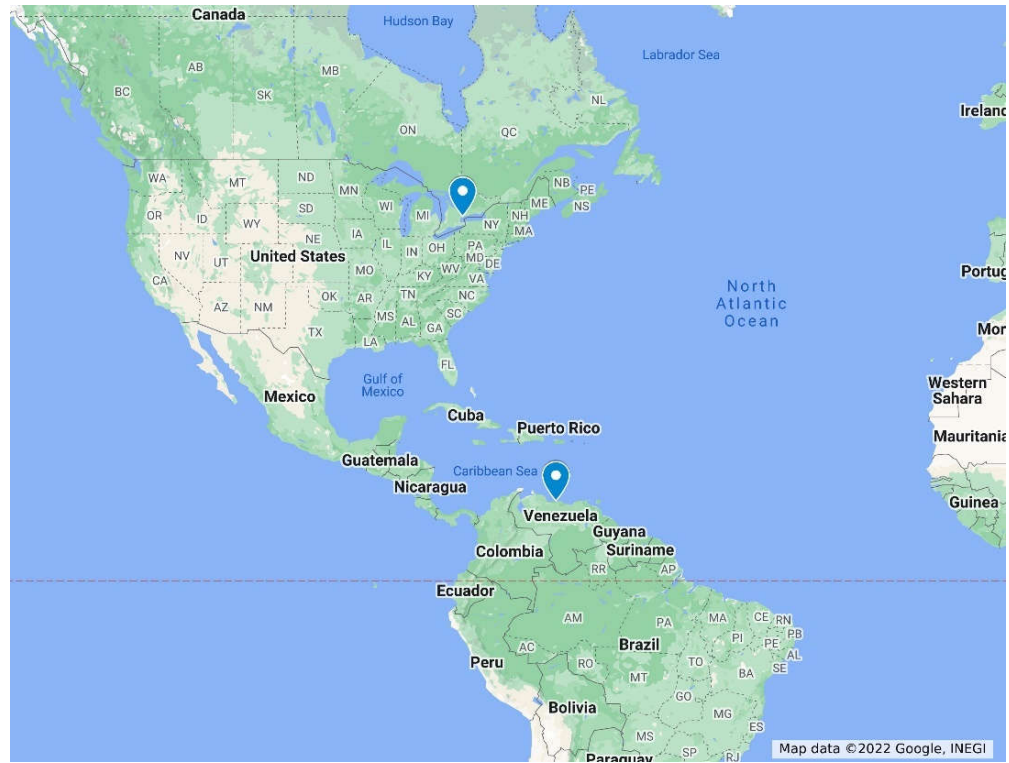 Canada
Hudson Bay
Labrador Sea
AB
MB
BC
SK
NL
Ireland
ON
QC
WA
MT
ND
MN
NB
PE
OR
ID
WY
SD
WI
MI
ME
NS
NH
NY
MA
NE
IA
United States
NV
UT
IL
IN
OH
PA
MD
DE
MO
KY
WV
VA
CA
Portug
OK
AR
TN
NC
AZ
NM
MS
AL
GA
SC
TX
LA
FL
North
Atlantic
Ocean
Mor
Gulf of
Mexico
Mexico
Western
Sahara
Cuba
Puerto Rico
Mauritania
Guatemala
Caribbean Sea
Nicaragua
Guinea
Venezuela
Guyana
Colombia
Suriname
RR
AP
Ecuador
AM
PA
MA
CE
RN
PB
PI
PE
AL
SE
AC
Brazil
Peru
RO
TO
BA
MT
GO
Bolivia
MG
ES
MS
SP
RJ
Paraguay
Map data ©2022 Google, INEGI